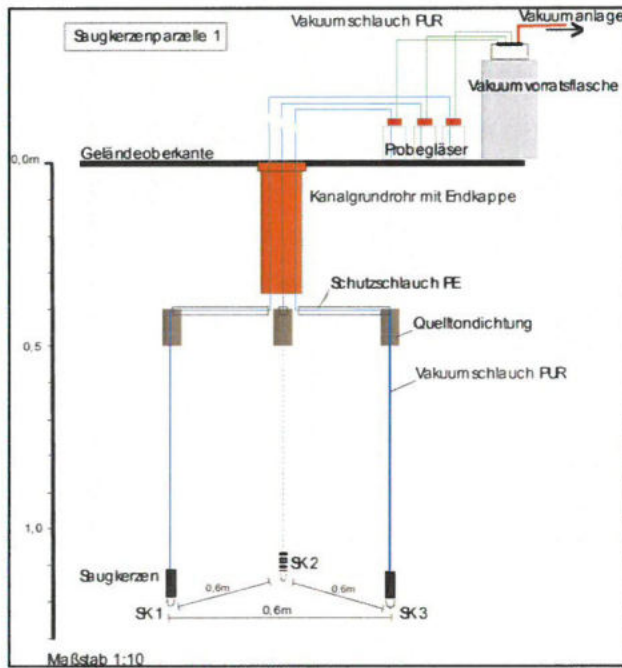 Saugkerzenparzelle 1
Vakuumschlauch PUR
Vakuumanlage
Vakuumvorratsflasche
Probegläser
0,0m
Geländeoberkante
Kanalgrundrohr mit Endkappe
Schutzschlauch PE
Quelltondichtung
0,5
Vakuumschlauch PUR
1,0
SK2
Saugkerzen
0,6m
0,6m
SK1
0,6m
SK3
Maßstab 1:10